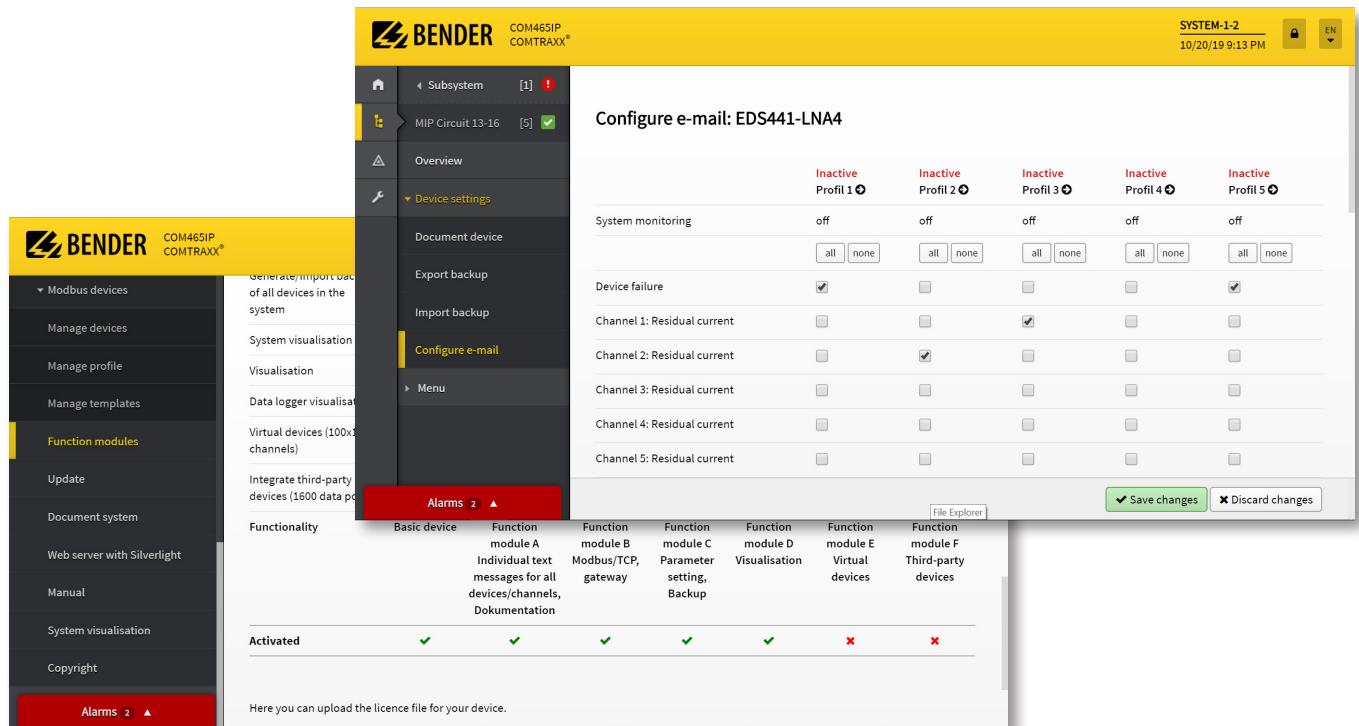 BENDER COM465IP
COMTRAXX®
SYSTEM-1-2
10/20/19 9:13 PM
EN
Subsystem [1] !
MIP Circuit 13-16 [5]
Overview
Device settings
Document device
Export backup
Import backup
Configure e-mail
Menu
Alarms 2
Configure e-mail: EDS441-LNA4
Inactive Inactive Inactive Inactive Inactive
Profil 1 Profil 2 Profil 3 Profil 4 Profil 5
System monitoring off off off off off
all none all none all none all none all none
Device failure
Channel 1: Residual current
Channel 2: Residual current
Channel 3: Residual current
Channel 4: Residual current
Channel 5: Residual current
Save changes Discard changes
File Explorer
BENDER COM465IP
COMTRAXX®
Modbus devices
Manage devices
Manage profile
Manage templates
Function modules
Update
Document system
Web server with Silverlight
Manual
System visualisation
Copyright
Alarms 2
Generate/import
of all devices in the
system
System visualisation
Visualisation
Data logger
Virtual devices
channels)
Integrate third-party
devices (1600 data
Functionality Basic device Function Function Function Function Function Function
module A module B module C module D module E module F
Individual text Modbus/TCP, Parameter Visualisation Virtual Third-party
messages for all gateway setting, devices devices
devices/channels, Backup
Dokumentation
Activated
Here you can upload the licence file for your device.